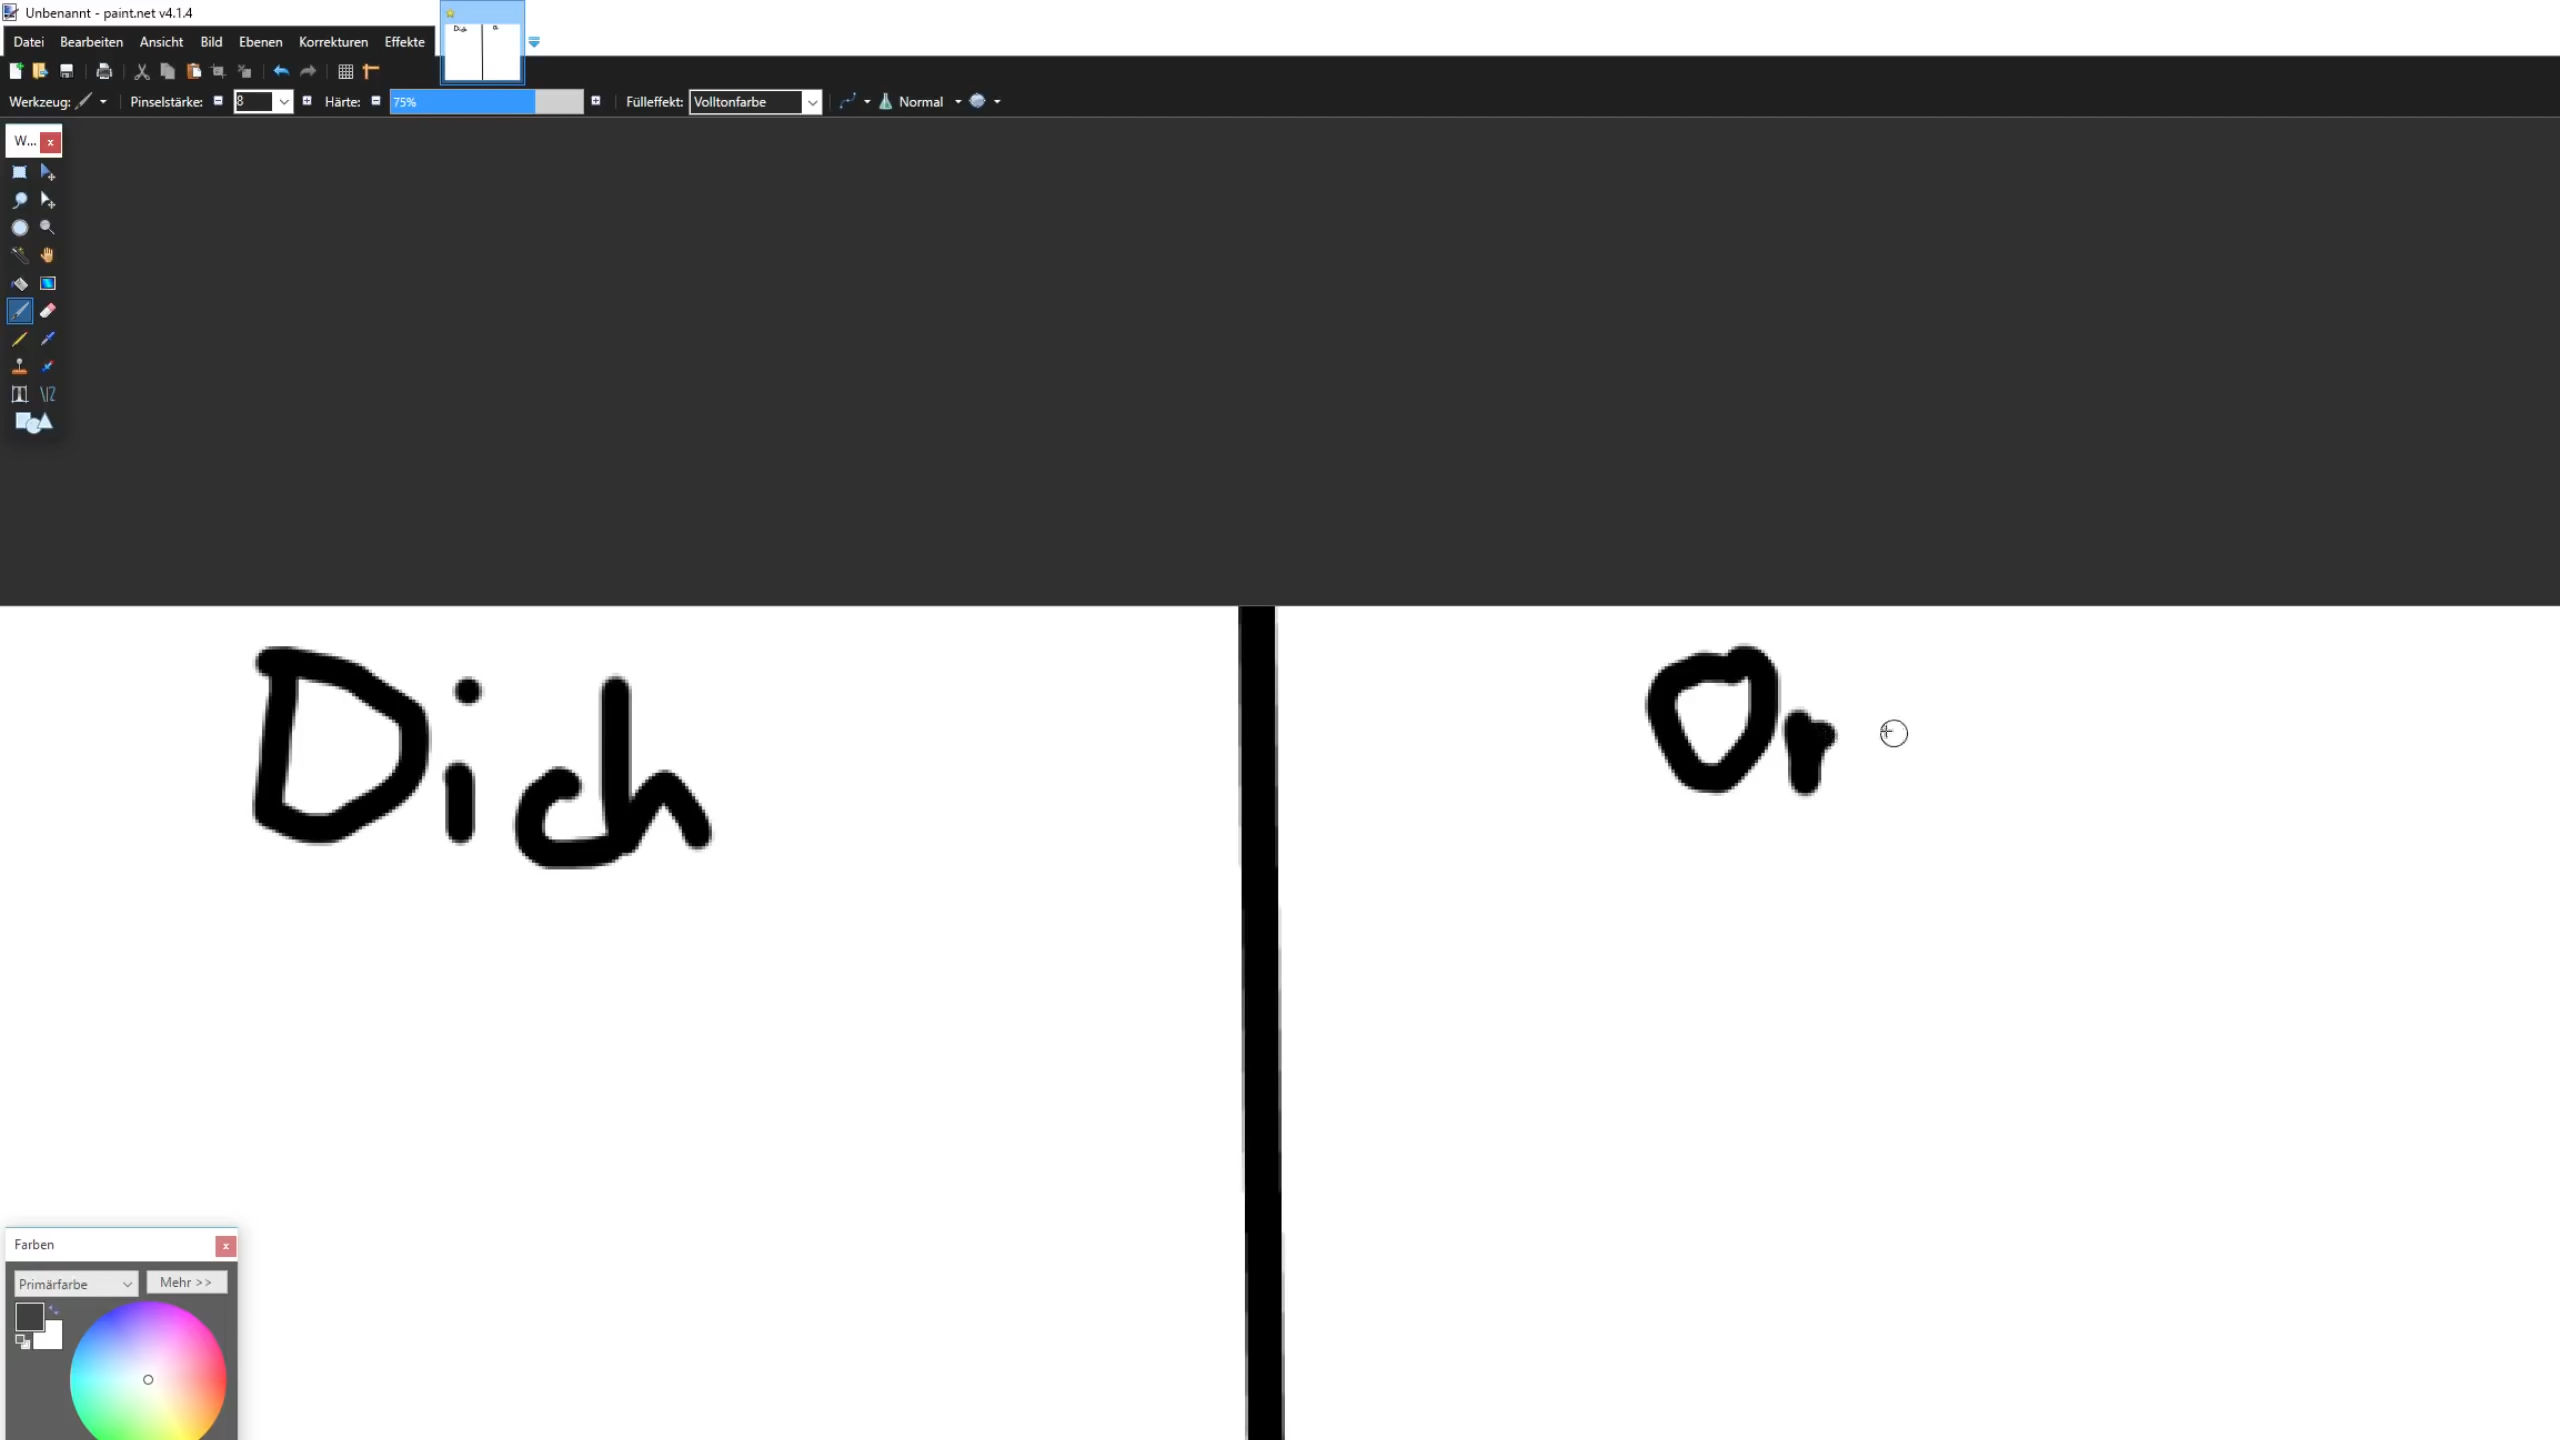 Unbenannt - paint.net v4.1.4
Datei Bearbeiten Ansicht Bild Ebenen Korrekturen Effekte
Werkzeug: Pinselstärke: 8 Härte: 75% Fülleffekt: Volltonfarbe Normal
W...
Dich Or
Farben
Primärfarbe Mehr >>